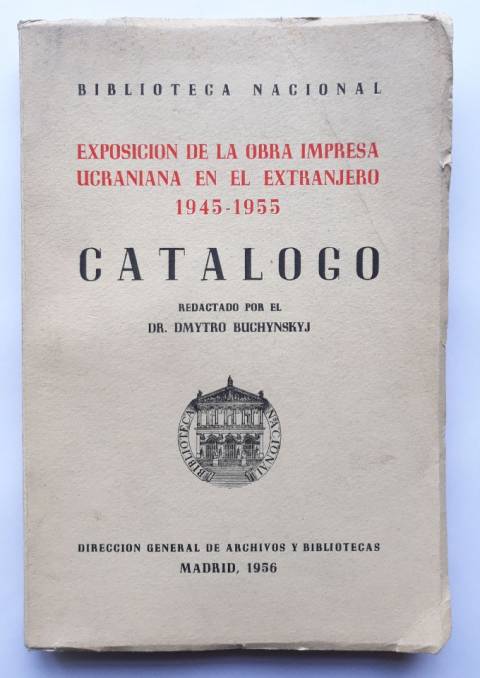 BIBLIOTECA NACIONAL
EXPOSICION DE LA OBRA IMPRESA
UCRANIANA EN EL EXTRANJERO
1945-1955
CATALOGO
REDACTADO POR EL
DR. DMYTRO BUCHYNSKYJ
BIBLIOTECA NACIONAL
DIRECCION GENERAL DE ARCHIVOS Y BIBLIOTECAS
MADRID, 1956